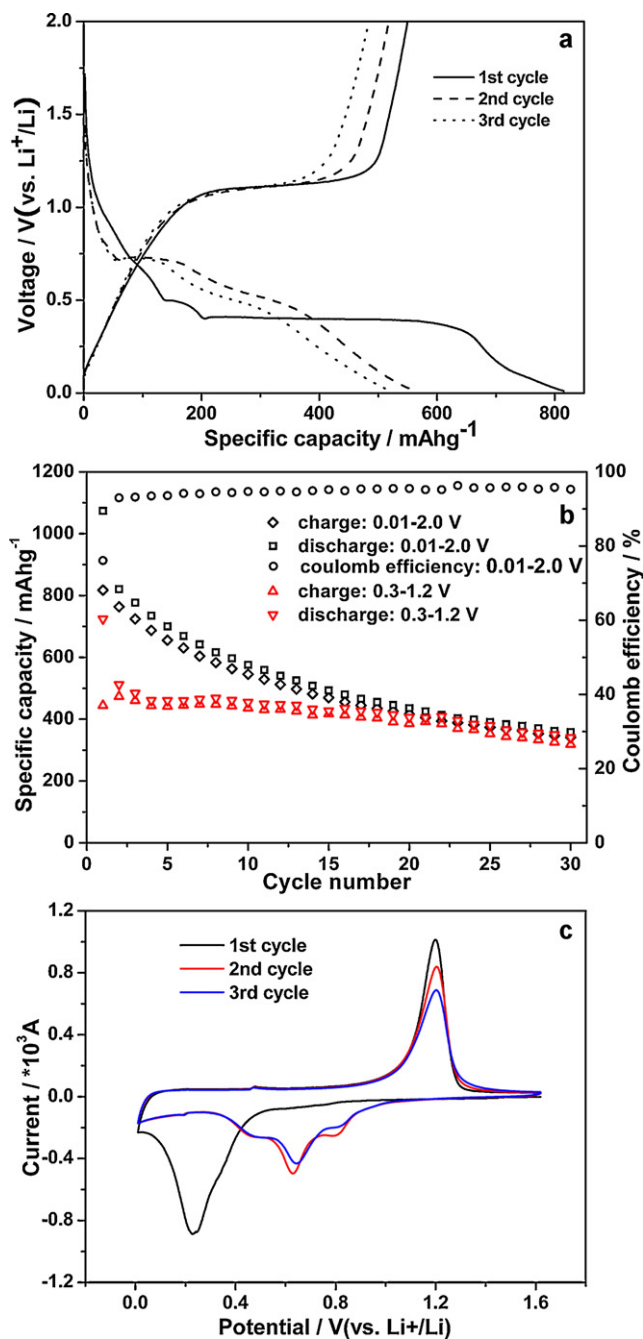 a
1st cycle
2nd cycle
3rd cycle
Voltage / V(vs. Li⁺/Li)
2.0
1.5
1.0
0.5
0.0
0 200 400 600 800
Specific capacity / mAhg⁻¹
b
charge: 0.01-2.0 V
discharge: 0.01-2.0 V
coulomb efficiency: 0.01-2.0 V
charge: 0.3-1.2 V
discharge: 0.3-1.2 V
Specific capacity / mAhg⁻¹
1200
1000
800
600
400
200
0
100
80
60
40
20
0
Coulomb efficiency / %
0 5 10 15 20 25 30
Cycle number
c
1st cycle
2nd cycle
3rd cycle
Current / *10³A
1.2
0.8
0.4
0.0
-0.4
-0.8
-1.2
0.0 0.4 0.8 1.2 1.6
Potential / V(vs. Li+/Li)